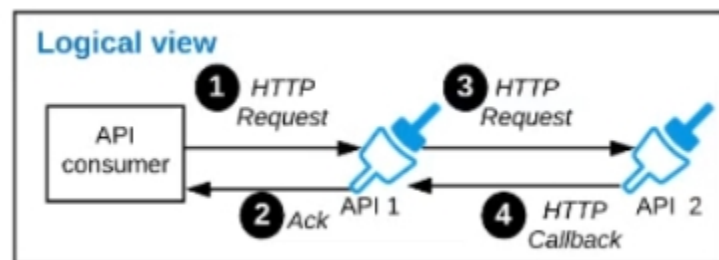 Logical view
1 HTTP
Request
3 HTTP
Request
API
consumer
2 Ack
API 1
4 HTTP
Callback
API 2